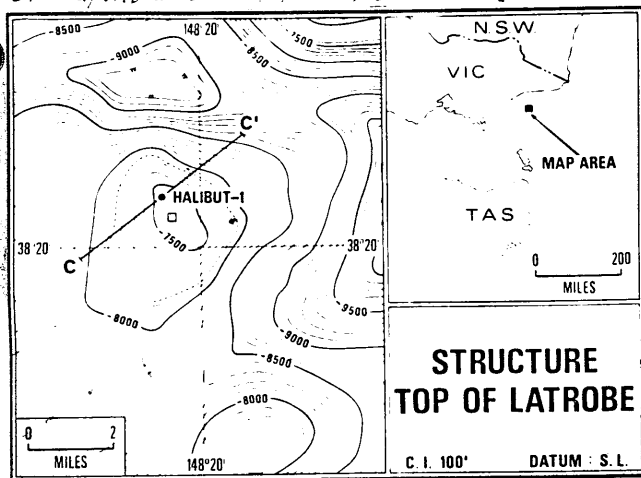 -8500
148°20'
-9000
-8500
-7500
C'
HALIBUT-1
38°20
-7500
38°20
C
-8000
-9500
-9000
-8500
-8000
0 2
MILES
148°20'
N.S.W.
VIC
MAP AREA
TAS
0 200
MILES
STRUCTURE
TOP OF LATROBE
C. I. 100' DATUM : S. L.